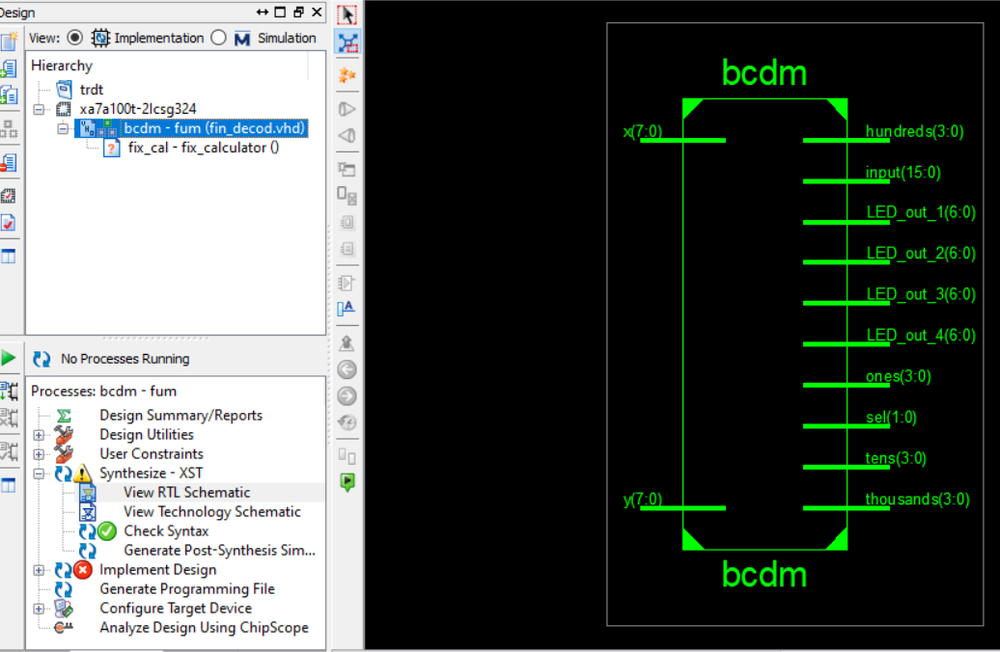 Design
View: Implementation Simulation
Hierarchy
trdt
xa7a100t-2lcsg324
bcdm - fum (fin_decod.vhd)
fix_cal - fix_calculator ()
No Processes Running
Processes: bcdm - fum
Design Summary/Reports
Design Utilities
User Constraints
Synthesize - XST
View RTL Schematic
View Technology Schematic
Check Syntax
Generate Post-Synthesis Sim...
Implement Design
Generate Programming File
Configure Target Device
Analyze Design Using ChipScope
bcdm
x(7:0)
y(7:0)
hundreds(3:0)
input(15:0)
LED_out_1(6:0)
LED_out_2(6:0)
LED_out_3(6:0)
LED_out_4(6:0)
ones(3:0)
sel(1:0)
tens(3:0)
thousands(3:0)
bcdm